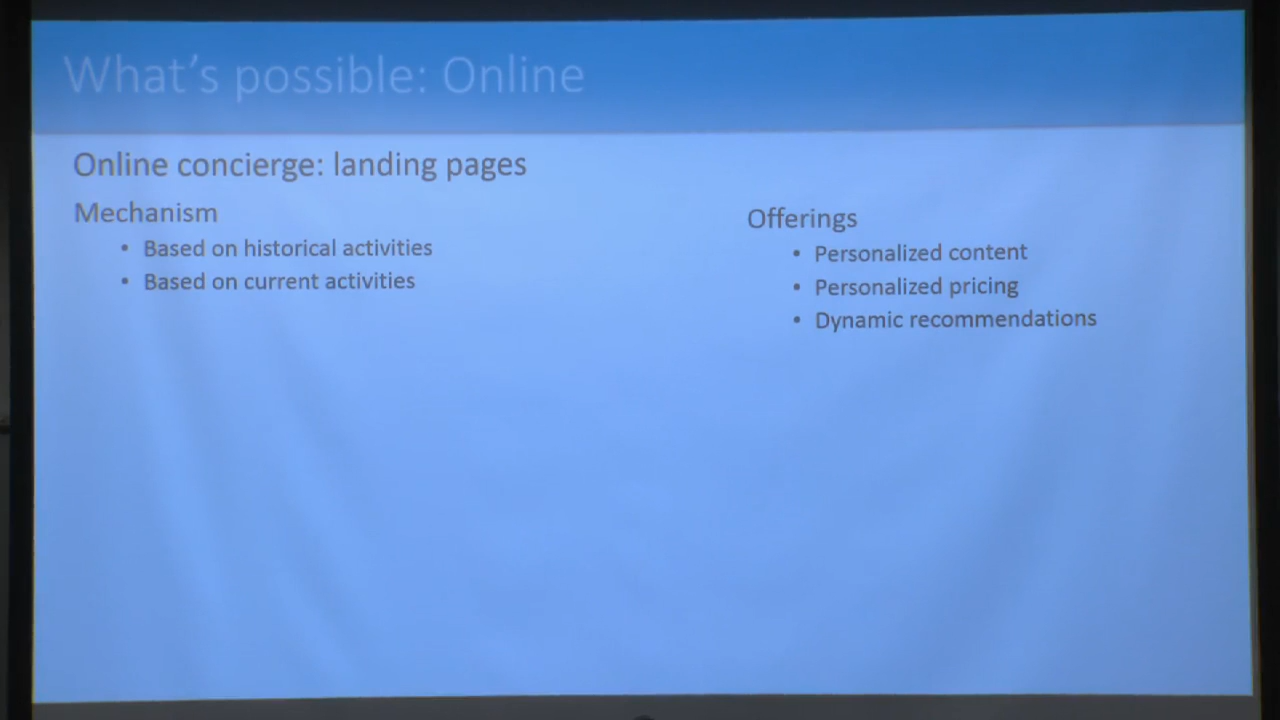 What's possible: Online
Online concierge: landing pages
Mechanism
• Based on historical activities
• Based on current activities
Offerings
• Personalized content
• Personalized pricing
• Dynamic recommendations